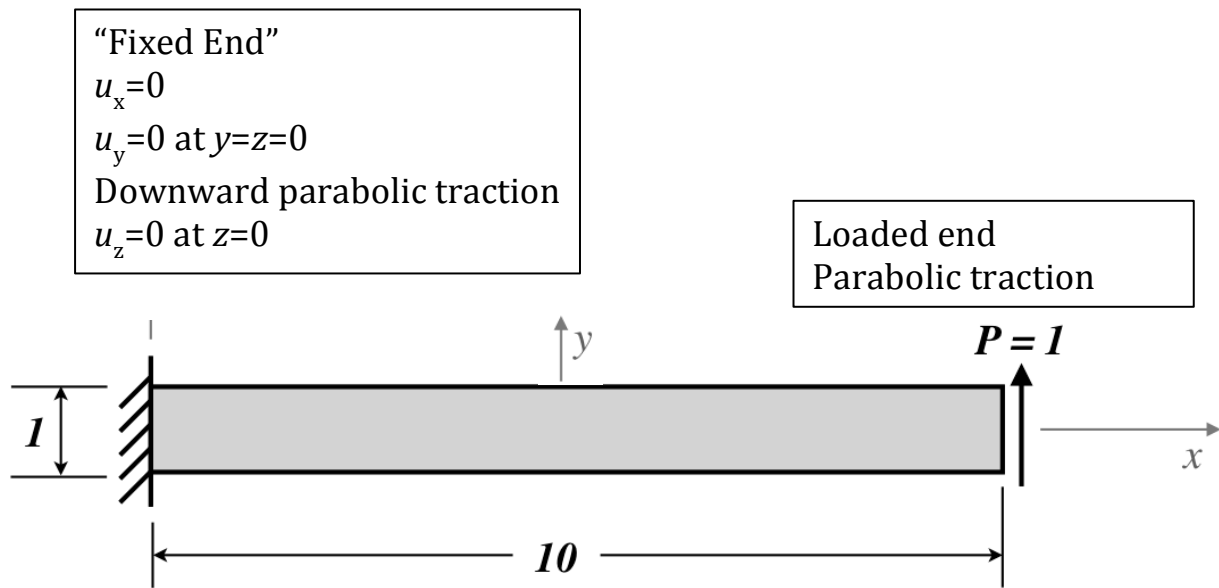 “Fixed End”
uₓ=0
u_y=0 at y=z=0
Downward parabolic traction
u_z=0 at z=0
Loaded end
Parabolic traction
P = 1
y
1
x
10